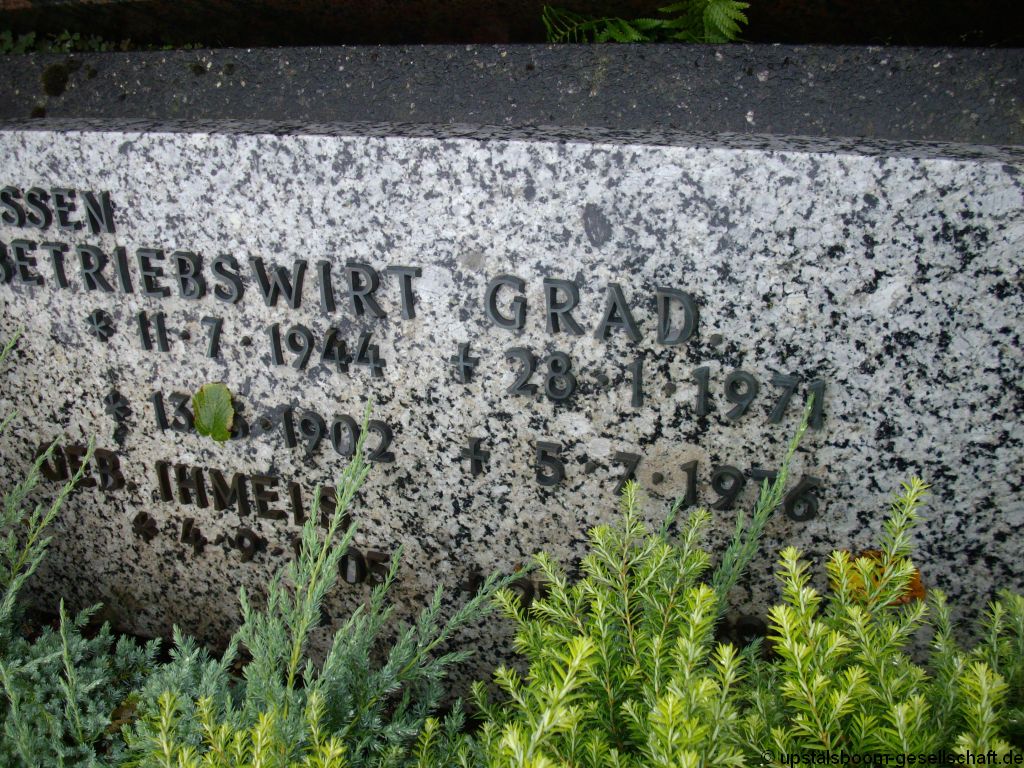 SSEN
BETRIEBSWIRT GRAD.
* 11·7·1944 † 28·1·1971
* 13 1902 † 5·7·1976
GEB. IHMELS
* 4·9·
© upstalsboom-gesellschaft.de